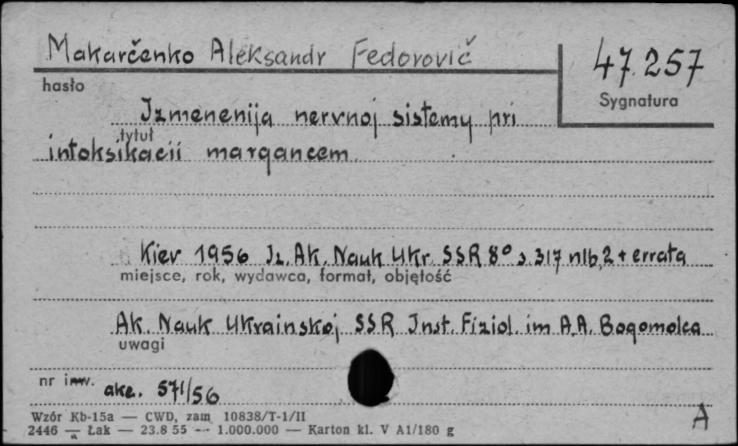 Makarčenko Aleksandr Fedorovič
47.257
hasło
Sygnatura
Izmenenija nervnoj sistemy pri
tytuł
intoksikacii margancem
Kiev 1956 Iz. Ak. Nauk Ukr SSR 8° s 317 nlb, 2 + errata
miejsce, rok, wydawca, format, objętość
Ak. Nauk Ukrainskoj SSR Inst. Fizjol im A.A. Bogomolca
uwagi
nr inw. akc. 571/56
A
Wzór Kb-15a — CWD, zam 10838/T-1/II
2446 — Łak — 23.8 55 — 1.000.000 — Karton kl. V A1/180 g